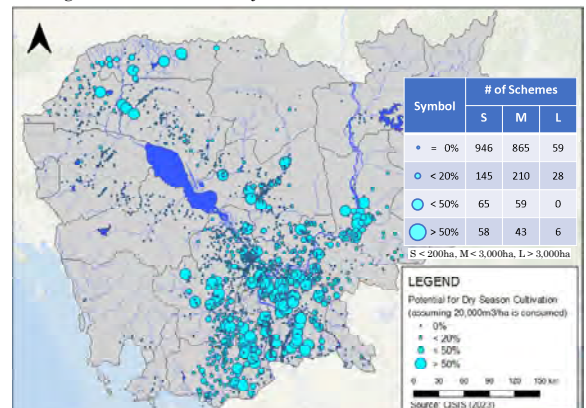 Symbol # of Schemes
S M L
= 0% 946 865 59
< 20% 145 210 28
< 50% 65 59 0
> 50% 58 43 6
S < 200ha, M < 3,000ha, L > 3,000ha
LEGEND
Potential for Dry Season Cultivation
(assuming 20,000m3/ha is consumed)
0%
< 20%
< 50%
> 50%
0 30 60 90 120 150 km
Source: CISIS (2023)